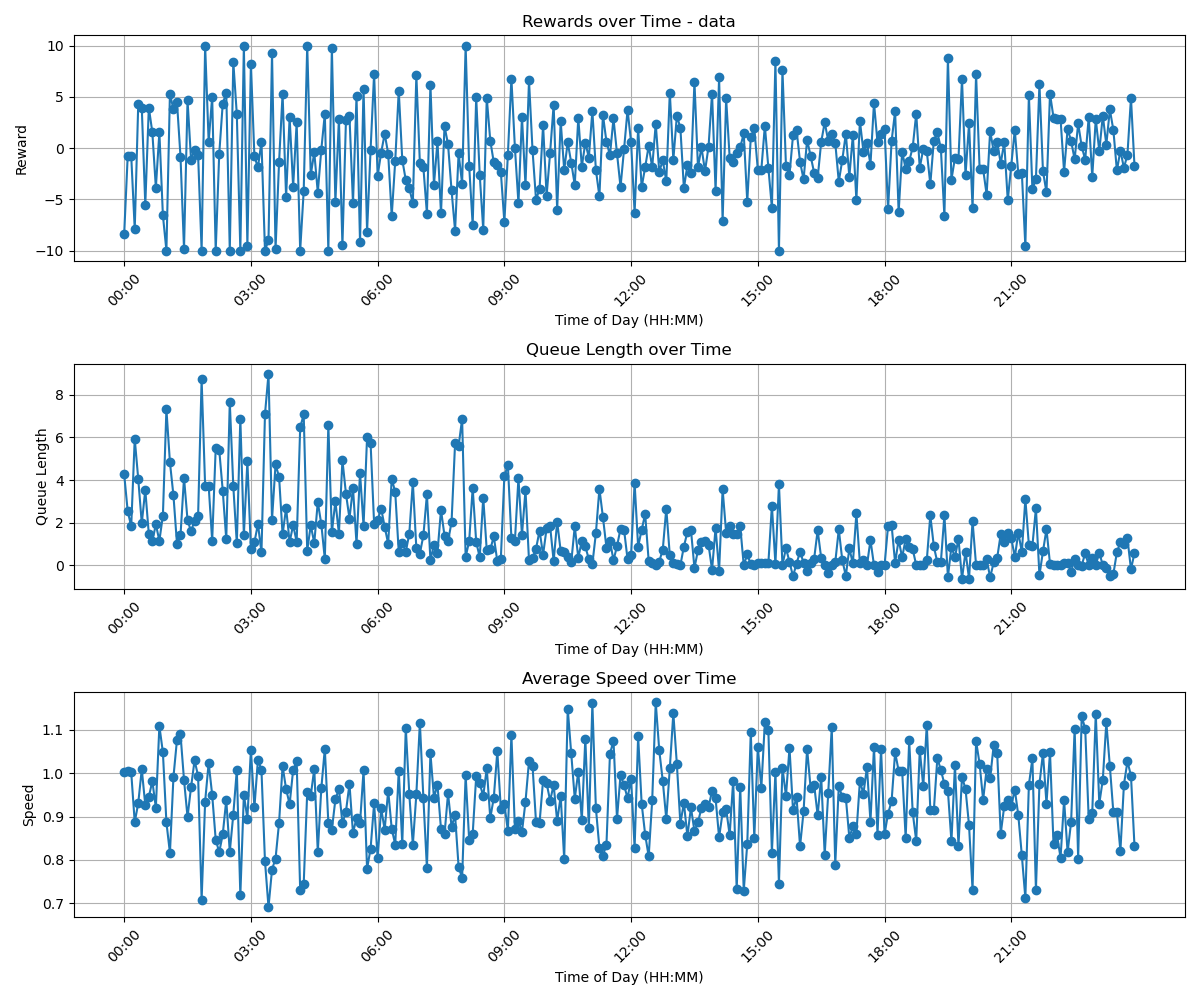 Rewards over Time - data
10
5
0
−5
−10
Reward
00:00 03:00 06:00 09:00 12:00 15:00 18:00 21:00
Time of Day (HH:MM)
Queue Length over Time
8
6
4
2
0
Queue Length
00:00 03:00 06:00 09:00 12:00 15:00 18:00 21:00
Time of Day (HH:MM)
Average Speed over Time
1.1
1.0
0.9
0.8
0.7
Speed
00:00 03:00 06:00 09:00 12:00 15:00 18:00 21:00
Time of Day (HH:MM)